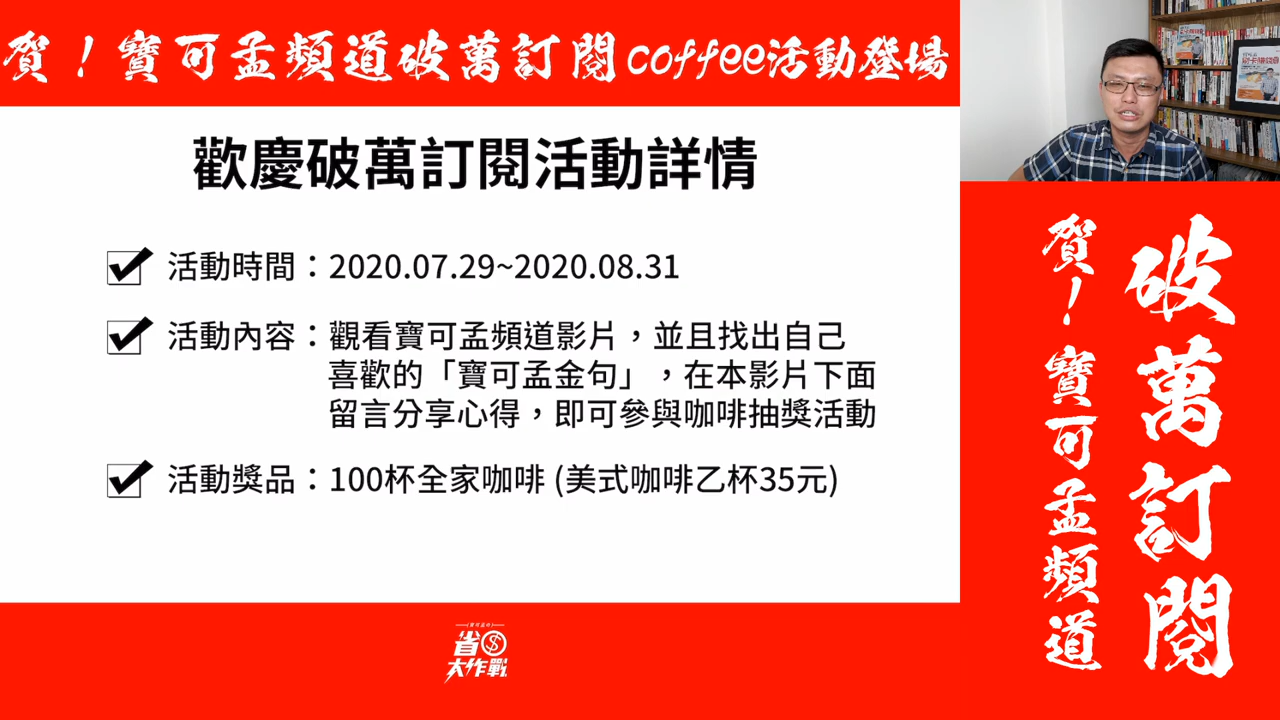 賀！寶可孟頻道破萬訂閱coffee活動登場
歡慶破萬訂閱活動詳情
活動時間：2020.07.29~2020.08.31
活動內容：觀看寶可孟頻道影片，並且找出自己
喜歡的「寶可孟金句」，在本影片下面
留言分享心得，即可參與咖啡抽獎活動
活動獎品：100杯全家咖啡 (美式咖啡乙杯35元)
破萬訂閱
賀！寶可孟頻道
寶可孟的
省$
大作戰